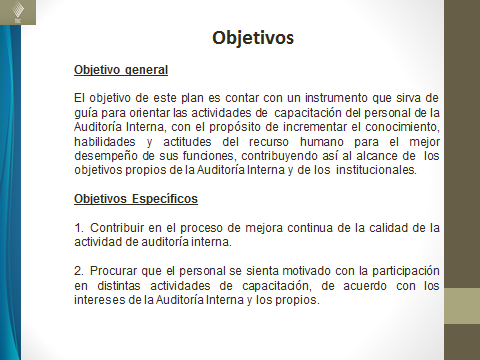 Objetivos
Objetivo general
El objetivo de este plan es contar con un instrumento que sirva de
guía para orientar las actividades de capacitación del personal de la
Auditoría Interna, con el propósito de incrementar el conocimiento,
habilidades y actitudes del recurso humano para el mejor
desempeño de sus funciones, contribuyendo así al alcance de los
objetivos propios de la Auditoría Interna y de los institucionales.
Objetivos Específicos
1. Contribuir en el proceso de mejora continua de la calidad de la
actividad de auditoría interna.
2. Procurar que el personal se sienta motivado con la participación
en distintas actividades de capacitación, de acuerdo con los
intereses de la Auditoría Interna y los propios.